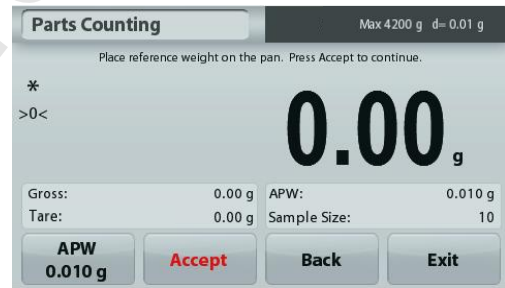 Parts Counting
Max 4200 g d= 0.01 g
Place reference weight on the pan. Press Accept to continue.
*
>0<
0.00 g
Gross: 0.00 g APW: 0.010 g
Tare: 0.00 g Sample Size: 10
APW
0.010 g
Accept
Back
Exit